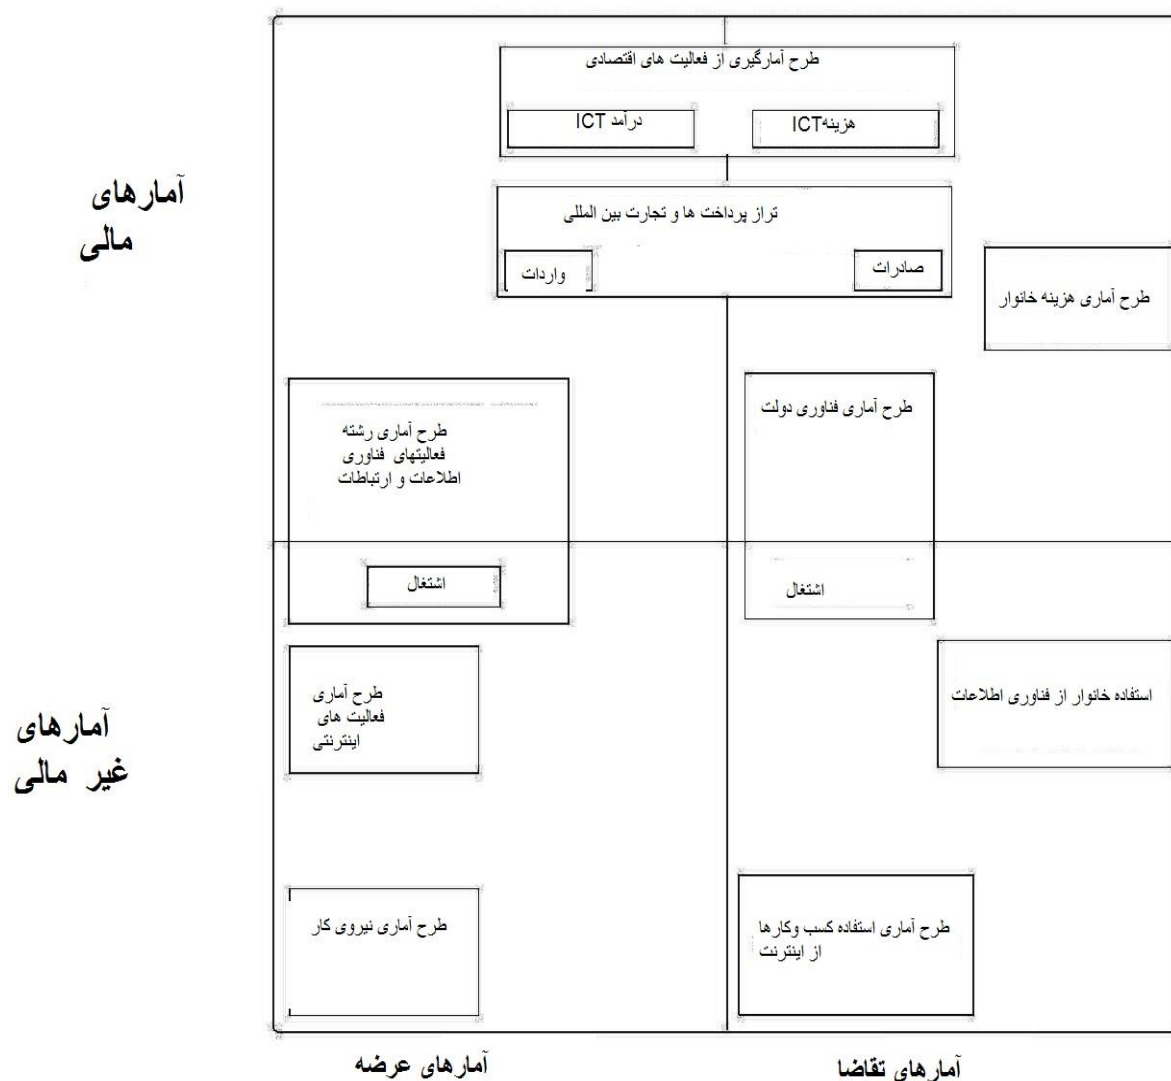 طرح آمارگیری از فعالیت های اقتصادی
هزینهICT
درآمد ICT
آمارهای
مالی
تراز پرداخت ها و تجارت بین المللی
صادرات
واردات
طرح آماری هزینه خانوار
طرح آماری فناوری دولت
طرح آماری رشته
فعالیتهای فناوری
اطلاعات و ارتباطات
اشتغال
اشتغال
استفاده خانوار از فناوری اطلاعات
طرح آماری
فعالیت های
اینترنتی
آمارهای
غیر مالی
طرح آماری استفاده کسب وکارها
از اینترنت
طرح آماری نیروی کار
آمارهای تقاضا
آمارهای عرضه